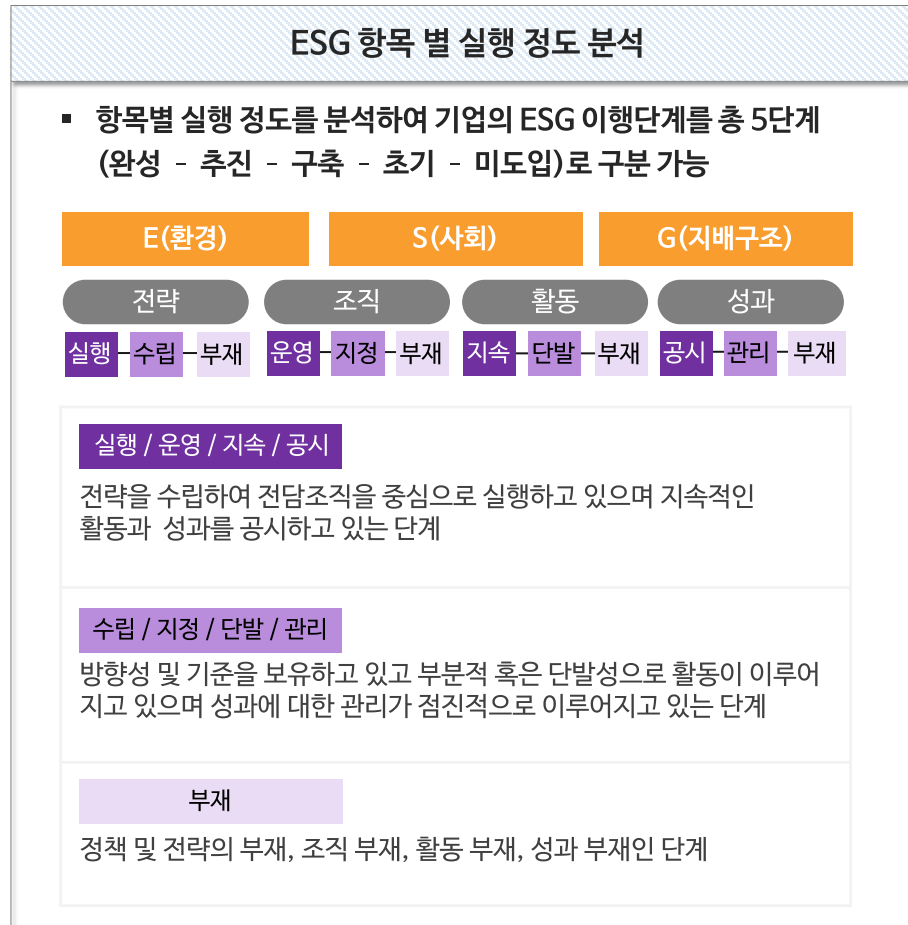 ESG 항목 별 실행 정도 분석
▪ 항목별 실행 정도를 분석하여 기업의 ESG 이행단계를 총 5단계
(완성 - 추진 - 구축 - 초기 - 미도입)로 구분 가능
E(환경) S(사회) G(지배구조)
전략 조직 활동 성과
실행 - 수립 - 부재 운영 - 지정 - 부재 지속 - 단발 - 부재 공시 - 관리 - 부재
실행 / 운영 / 지속 / 공시
전략을 수립하여 전담조직을 중심으로 실행하고 있으며 지속적인
활동과 성과를 공시하고 있는 단계
수립 / 지정 / 단발 / 관리
방향성 및 기준을 보유하고 있고 부분적 혹은 단발성으로 활동이 이루어
지고 있으며 성과에 대한 관리가 점진적으로 이루어지고 있는 단계
부재
정책 및 전략의 부재, 조직 부재, 활동 부재, 성과 부재인 단계